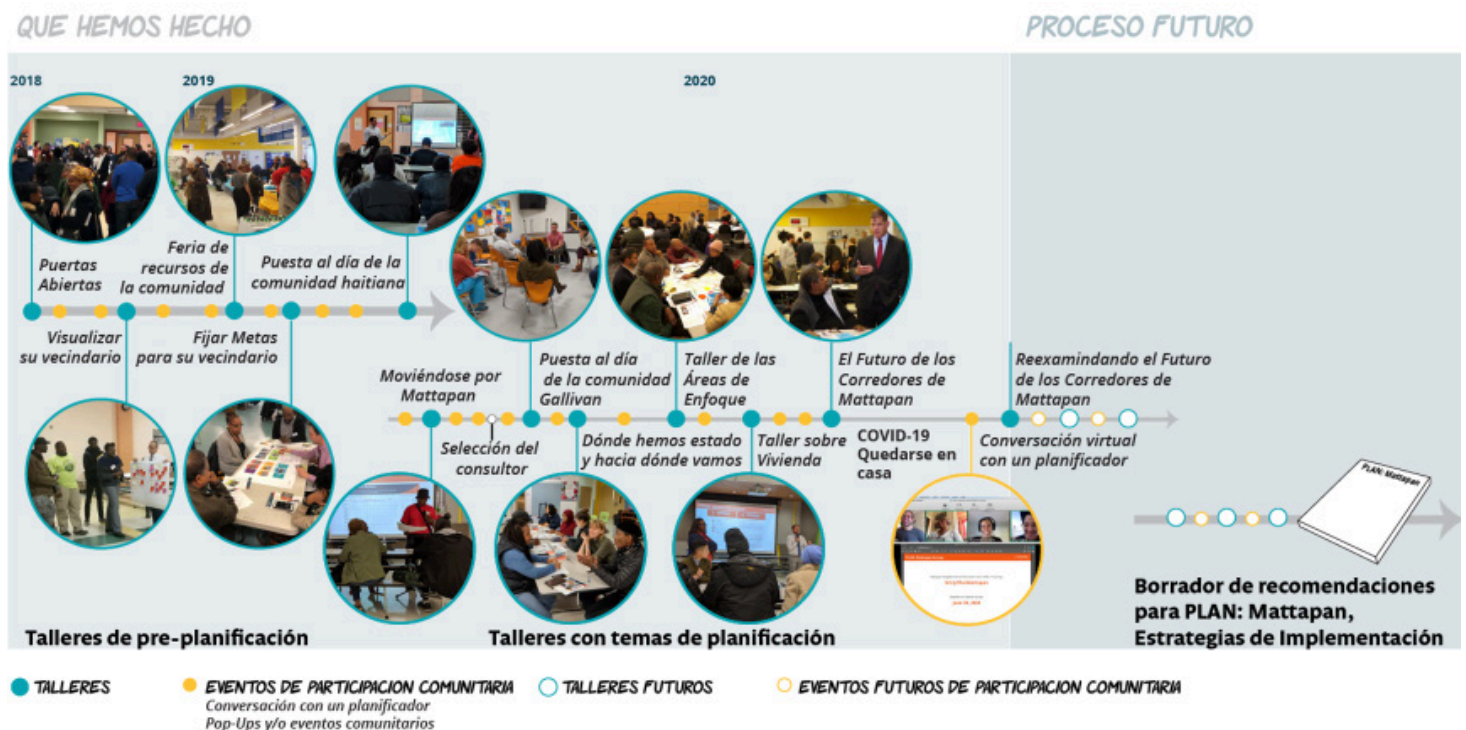 QUE HEMOS HECHO
PROCESO FUTURO
2018
2019
2020
Puertas
Abiertas
Feria de
recursos de
la comunidad
Puesta al día de la
comunidad haitiana
Visualizar
su vecindario
Fijar Metas
para su vecindario
Moviéndose por
Mattapan
Puesta al día
de la comunidad
Gallivan
Taller de las
Áreas de
Enfoque
El Futuro de los
Corredores de
Mattapan
Reexamindando el Futuro
de los Corredores de
Mattapan
Selección del
consultor
Dónde hemos estado
y hacia dónde vamos
Taller sobre
Vivienda
COVID-19
Quedarse en
casa
Conversación virtual
con un planificador
PLAN: Mattapan
Borrador de recomendaciones
para PLAN: Mattapan,
Estrategias de Implementación
Talleres de pre-planificación
Talleres con temas de planificación
TALLERES
EVENTOS DE PARTICIPACION COMUNITARIA
Conversación con un planificador
Pop-Ups y/o eventos comunitarios
TALLERES FUTUROS
EVENTOS FUTUROS DE PARTICIPACION COMUNITARIA